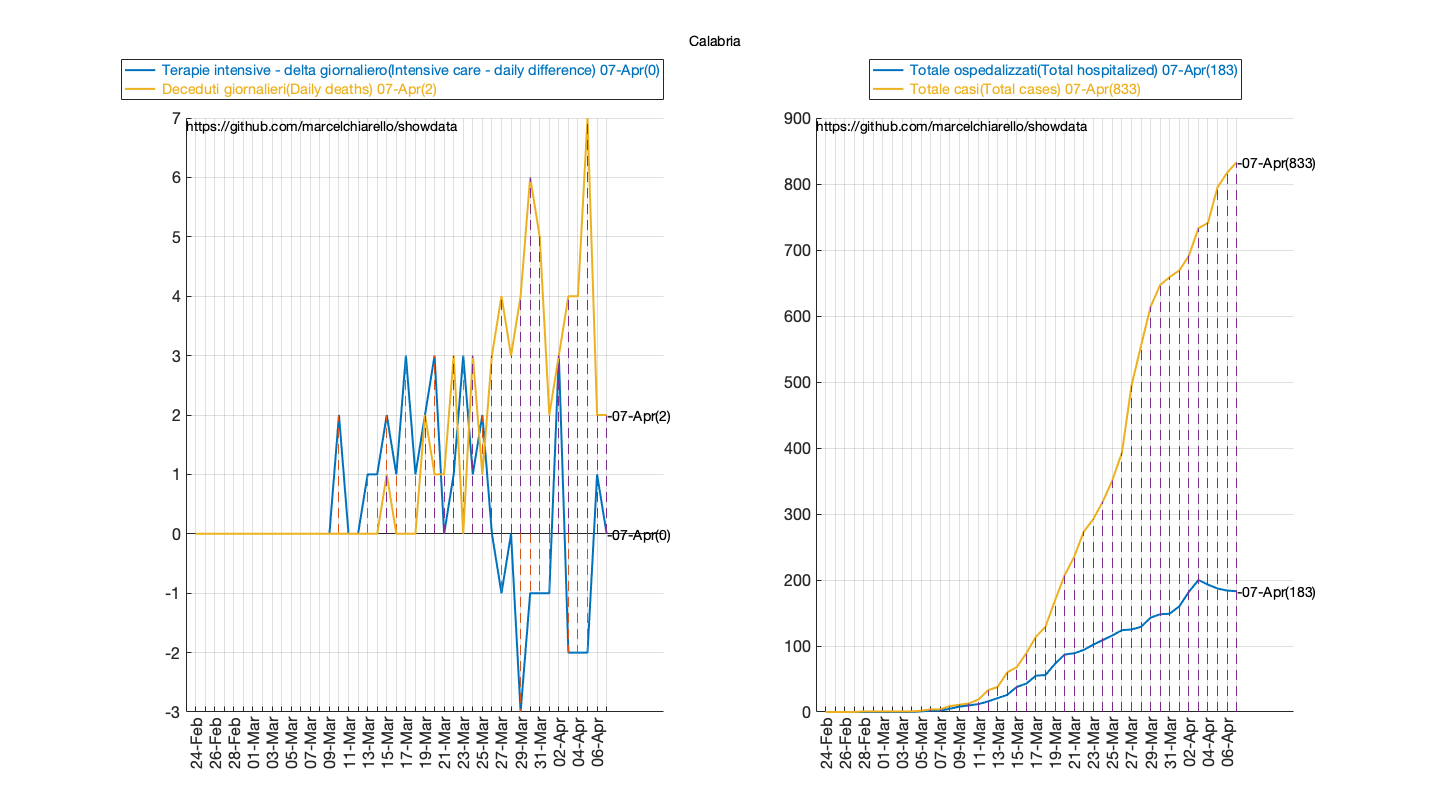 Calabria
Terapie intensive - delta giornaliero(Intensive care - daily difference) 07-Apr(0)
Deceduti giornalieri(Daily deaths) 07-Apr(2)
https://github.com/marcelchiarello/showdata
7
6
5
4
3
2
1
0
-1
-2
-3
-07-Apr(2)
-07-Apr(0)
24-Feb
26-Feb
28-Feb
01-Mar
03-Mar
05-Mar
07-Mar
09-Mar
11-Mar
13-Mar
15-Mar
17-Mar
19-Mar
21-Mar
23-Mar
25-Mar
27-Mar
29-Mar
31-Mar
02-Apr
04-Apr
06-Apr
Totale ospedalizzati(Total hospitalized) 07-Apr(183)
Totale casi(Total cases) 07-Apr(833)
https://github.com/marcelchiarello/showdata
900
800
700
600
500
400
300
200
100
0
-07-Apr(833)
-07-Apr(183)
24-Feb
26-Feb
28-Feb
01-Mar
03-Mar
05-Mar
07-Mar
09-Mar
11-Mar
13-Mar
15-Mar
17-Mar
19-Mar
21-Mar
23-Mar
25-Mar
27-Mar
29-Mar
31-Mar
02-Apr
04-Apr
06-Apr